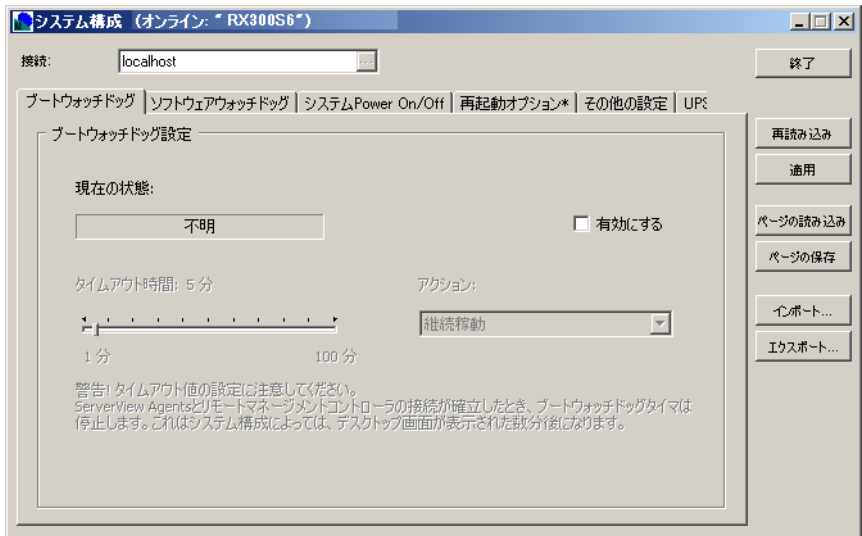 システム構成 (オンライン: " RX300S6")
接続:
localhost
...
終了
ブートウォッチドッグ
ソフトウェアウォッチドッグ
システムPower On/Off
再起動オプション*
その他の設定
UPS
再読み込み
適用
ページの読み込み
ページの保存
インポート...
エクスポート...
ブートウォッチドッグ設定
現在の状態:
不明
有効にする
タイムアウト時間: 5 分
アクション:
継続稼動
1 分
100 分
警告! タイムアウト値の設定に注意してください。
ServerView Agentsとリモートマネージメントコントローラの接続が確立したとき、ブートウォッチドッグタイマは
停止します。これはシステム構成によっては、デスクトップ画面が表示された数分後になります。